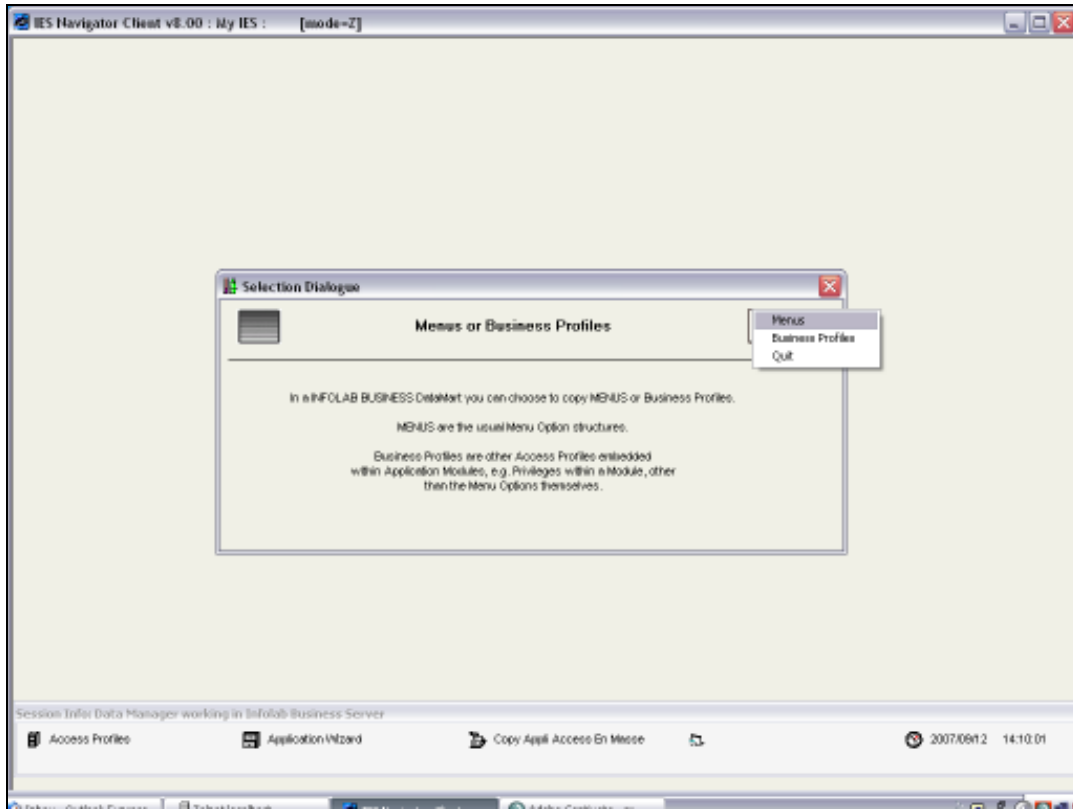 IES Navigator Client v8.00 : My IES : [mode=Z]
Selection Dialogue
Menus or Business Profiles
Menus
Business Profiles
Quit
In a INFOLAB BUSINESS DataMart you can choose to copy MENUS or Business Profiles.
MENUS are the usual Menu Option structures.
Business Profiles are other Access Profiles embedded
within Application Modules, e.g. Privileges within a Module, other
than the Menu Options themselves.
Session Info: Data Manager working in Infolab Business Server
Access Profiles
Application Wizard
Copy Appli Access En Masse
2007/09/12 14:10:01